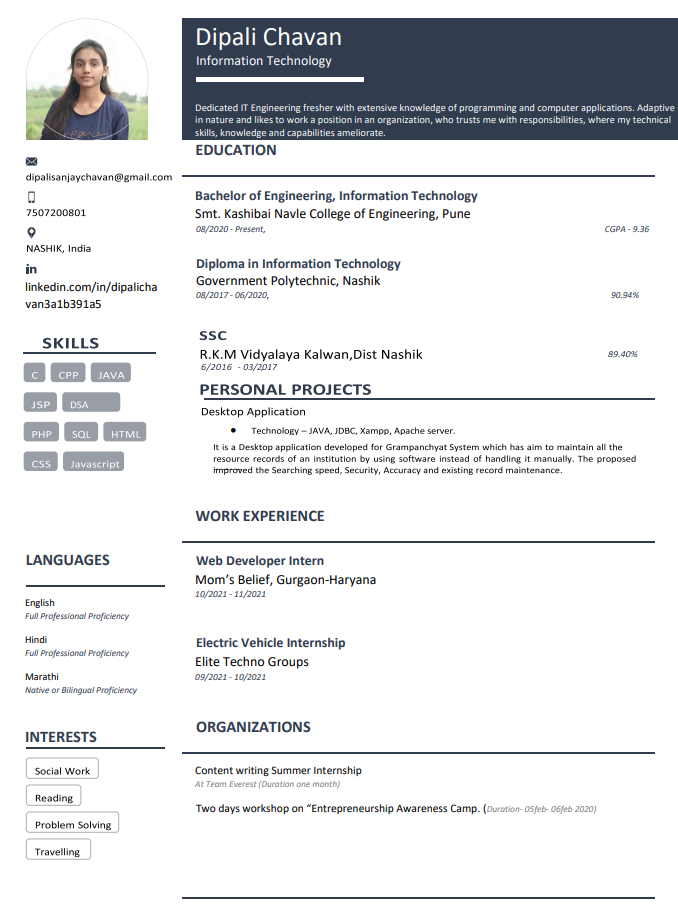 Dipali Chavan
Information Technology
Dedicated IT Engineering fresher with extensive knowledge of programming and computer applications. Adaptive
in nature and likes to work a position in an organization, who trusts me with responsibilities, where my technical
skills, knowledge and capabilities ameliorate.
dipalisanjaychavan@gmail.com
7507200801
NASHIK, India
in
linkedin.com/in/dipalicha
van3a1b391a5
SKILLS
C CPP JAVA
JSP DSA
PHP SQL HTML
CSS Javascript
LANGUAGES
English
Full Professional Proficiency
Hindi
Full Professional Proficiency
Marathi
Native or Bilingual Proficiency
INTERESTS
Social Work
Reading
Problem Solving
Travelling
EDUCATION
Bachelor of Engineering, Information Technology
Smt. Kashibai Navle College of Engineering, Pune
08/2020 - Present, CGPA - 9.36
Diploma in Information Technology
Government Polytechnic, Nashik
08/2017 - 06/2020, 90.94%
SSC
R.K.M Vidyalaya Kalwan,Dist Nashik 89.40%
6/2016 - 03/2017
PERSONAL PROJECTS
Desktop Application
● Technology – JAVA, JDBC, Xampp, Apache server.
It is a Desktop application developed for Grampanchyat System which has aim to maintain all the
resource records of an institution by using software instead of handling it manually. The proposed
improved the Searching speed, Security, Accuracy and existing record maintenance.
WORK EXPERIENCE
Web Developer Intern
Mom’s Belief, Gurgaon-Haryana
10/2021 - 11/2021
Electric Vehicle Internship
Elite Techno Groups
09/2021 - 10/2021
ORGANIZATIONS
Content writing Summer Internship
At Team Everest (Duration one month)
Two days workshop on “Entrepreneurship Awareness Camp. (Duration- 05feb- 06feb 2020)